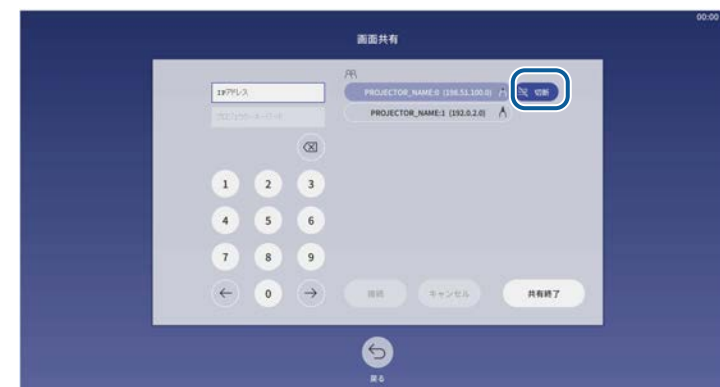 00:00
画面共有
IPアドレス
PROJECTOR_NAME:0 (198.51.100.0)
切断
PROJECTOR_NAME:1 (192.0.2.0)
1 2 3
4 5 6
7 8 9
← 0 →
接続 キャンセル 共有終了
戻る